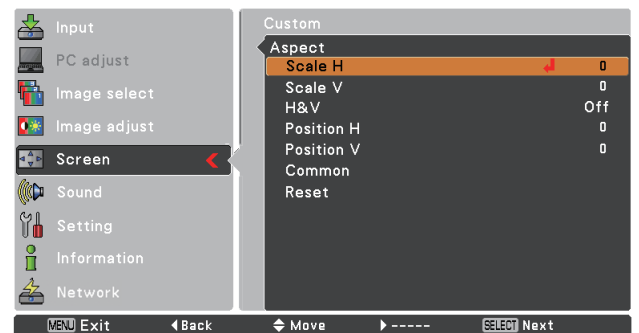 Input
PC adjust
Image select
Image adjust
Screen
Sound
Setting
Information
Network
Custom
Aspect
Scale H 0
Scale V 0
H&V Off
Position H 0
Position V 0
Common
Reset
MENU Exit Back Move ----- SELECT Next